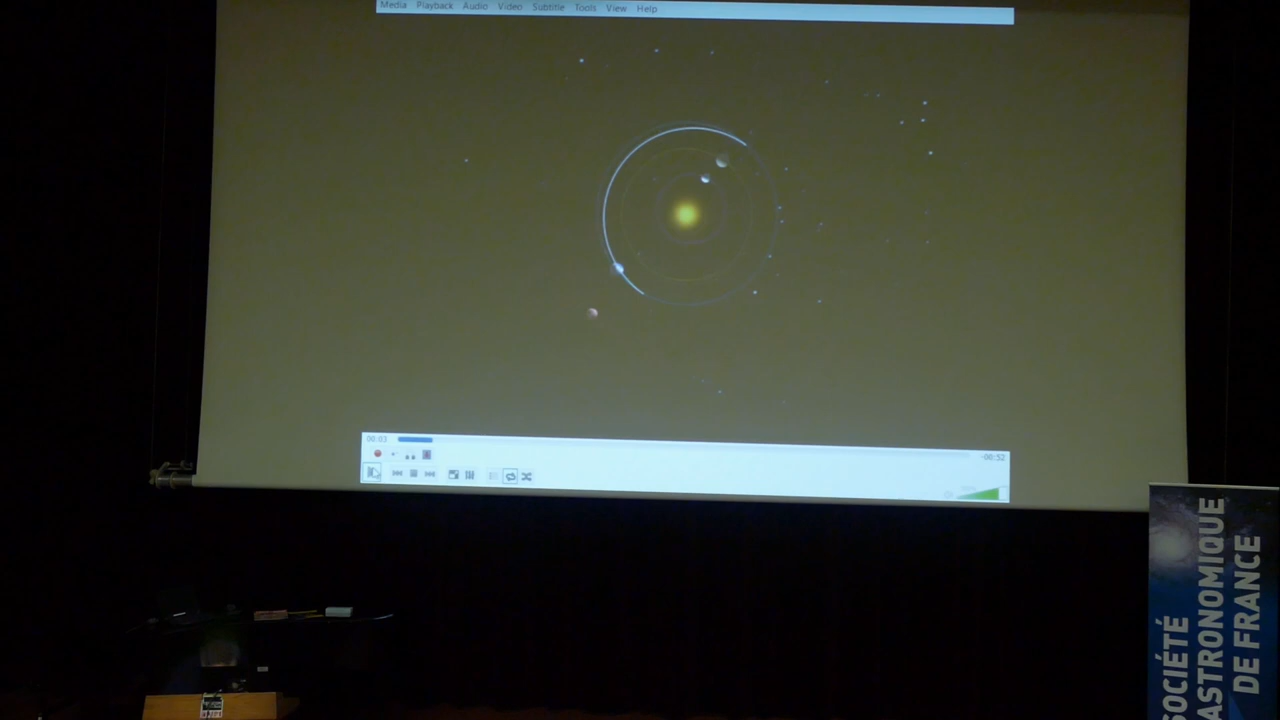 Media Playback Audio Video Subtitle Tools View Help
00:03
-00:52
SOCIÉTÉ
ASTRONOMIQUE
DE FRANCE